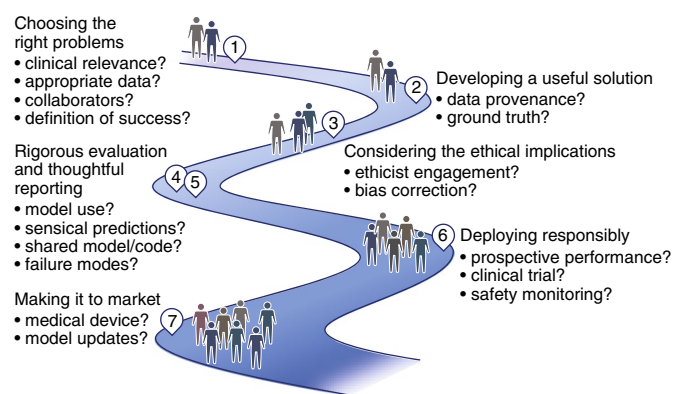 Choosing the
right problems
• clinical relevance?
• appropriate data?
• collaborators?
• definition of success?
1
2
Developing a useful solution
• data provenance?
• ground truth?
3
Considering the ethical implications
• ethicist engagement?
• bias correction?
Rigorous evaluation
and thoughtful
reporting
• model use?
• sensical predictions?
• shared model/code?
• failure modes?
4
5
6
Deploying responsibly
• prospective performance?
• clinical trial?
• safety monitoring?
Making it to market
• medical device?
• model updates?
7